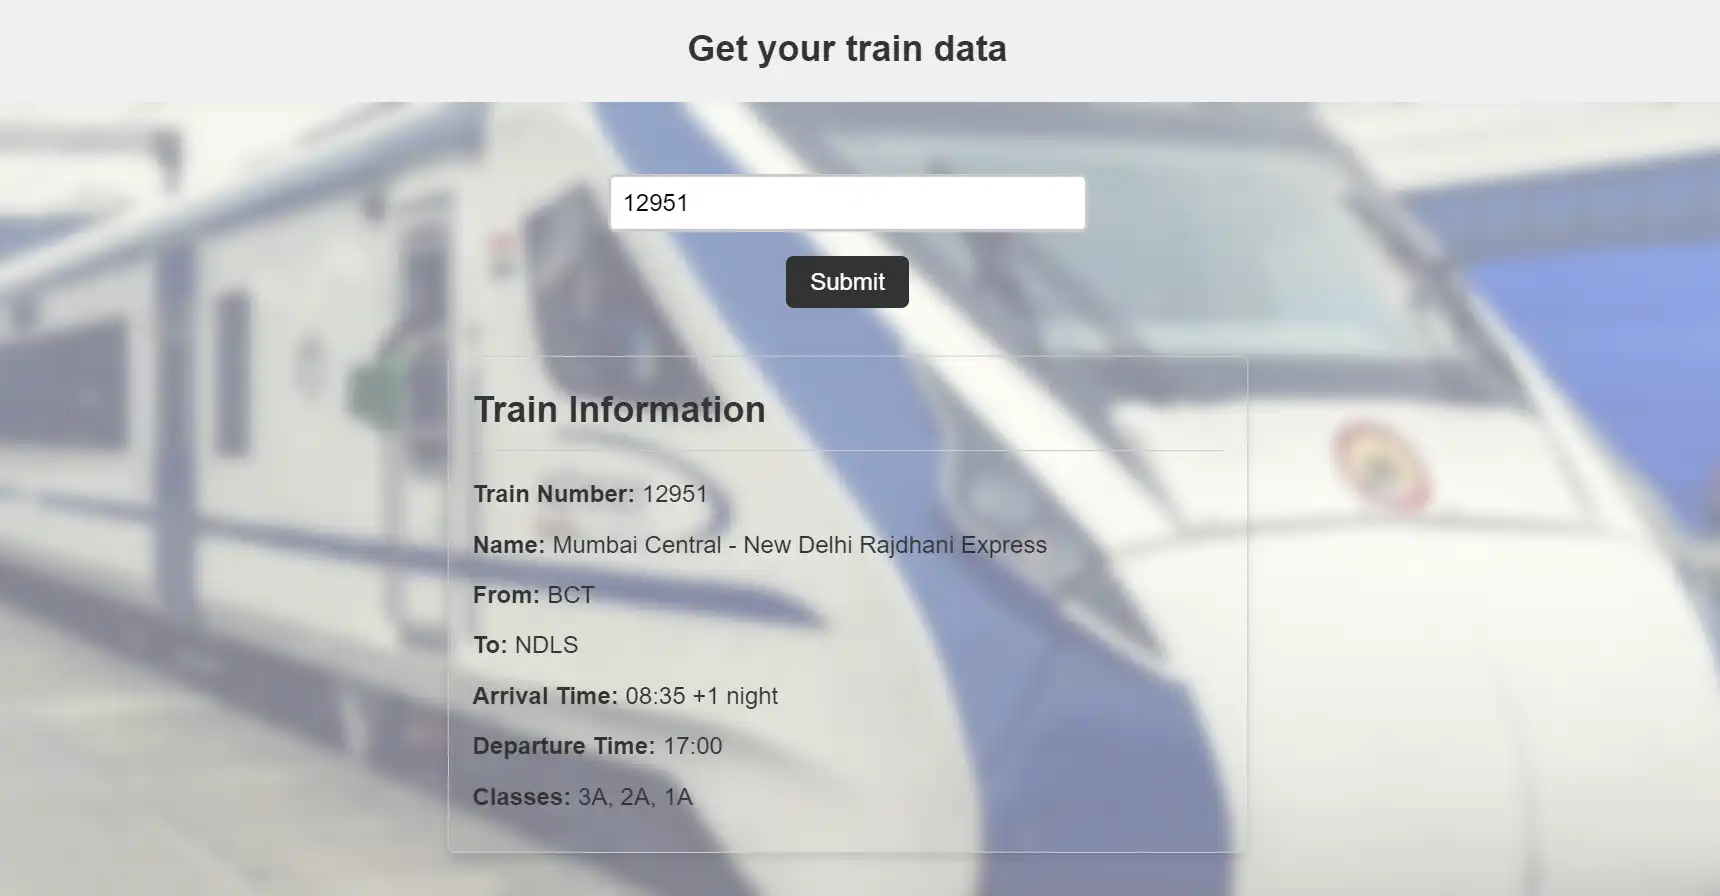 Get your train data
12951
Submit
Train Information
Train Number: 12951
Name: Mumbai Central - New Delhi Rajdhani Express
From: BCT
To: NDLS
Arrival Time: 08:35 +1 night
Departure Time: 17:00
Classes: 3A, 2A, 1A